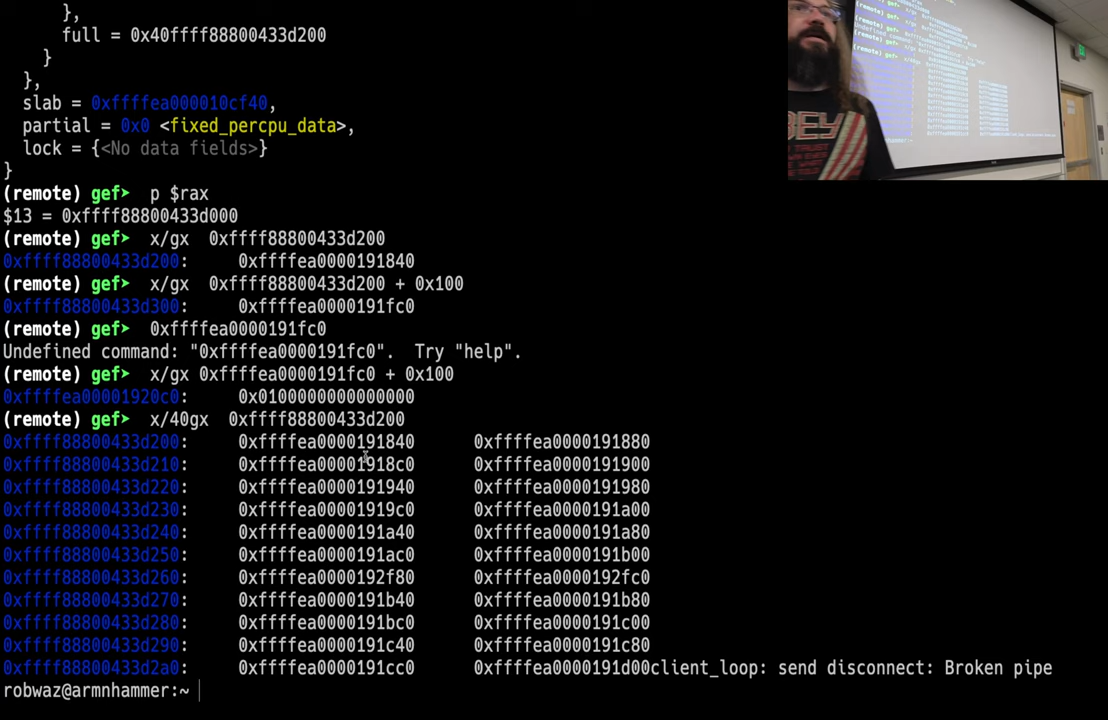 },
full = 0x40ffff88800433d200
}
},
slab = 0xffffea000010cf40,
partial = 0x0 <fixed_percpu_data>,
lock = {<No data fields>}
}
(remote) gef➤  p $rax
$13 = 0xffff88800433d000
(remote) gef➤  x/gx  0xffff88800433d200
0xffff88800433d200:     0xffffea0000191840
(remote) gef➤  x/gx  0xffff88800433d200 + 0x100
0xffff88800433d300:     0xffffea0000191fc0
(remote) gef➤  0xffffea0000191fc0
Undefined command: "0xffffea0000191fc0".  Try "help".
(remote) gef➤  x/gx 0xffffea0000191fc0 + 0x100
0xffffea00001920c0:     0x0100000000000000
(remote) gef➤  x/40gx  0xffff88800433d200
0xffff88800433d200:     0xffffea0000191840      0xffffea0000191880
0xffff88800433d210:     0xffffea00001918c0      0xffffea0000191900
0xffff88800433d220:     0xffffea0000191940      0xffffea0000191980
0xffff88800433d230:     0xffffea00001919c0      0xffffea0000191a00
0xffff88800433d240:     0xffffea0000191a40      0xffffea0000191a80
0xffff88800433d250:     0xffffea0000191ac0      0xffffea0000191b00
0xffff88800433d260:     0xffffea0000192f80      0xffffea0000192fc0
0xffff88800433d270:     0xffffea0000191b40      0xffffea0000191b80
0xffff88800433d280:     0xffffea0000191bc0      0xffffea0000191c00
0xffff88800433d290:     0xffffea0000191c40      0xffffea0000191c80
0xffff88800433d2a0:     0xffffea0000191cc0      0xffffea0000191d00client_loop: send disconnect: Broken pipe
robwaz@armnhammer:~